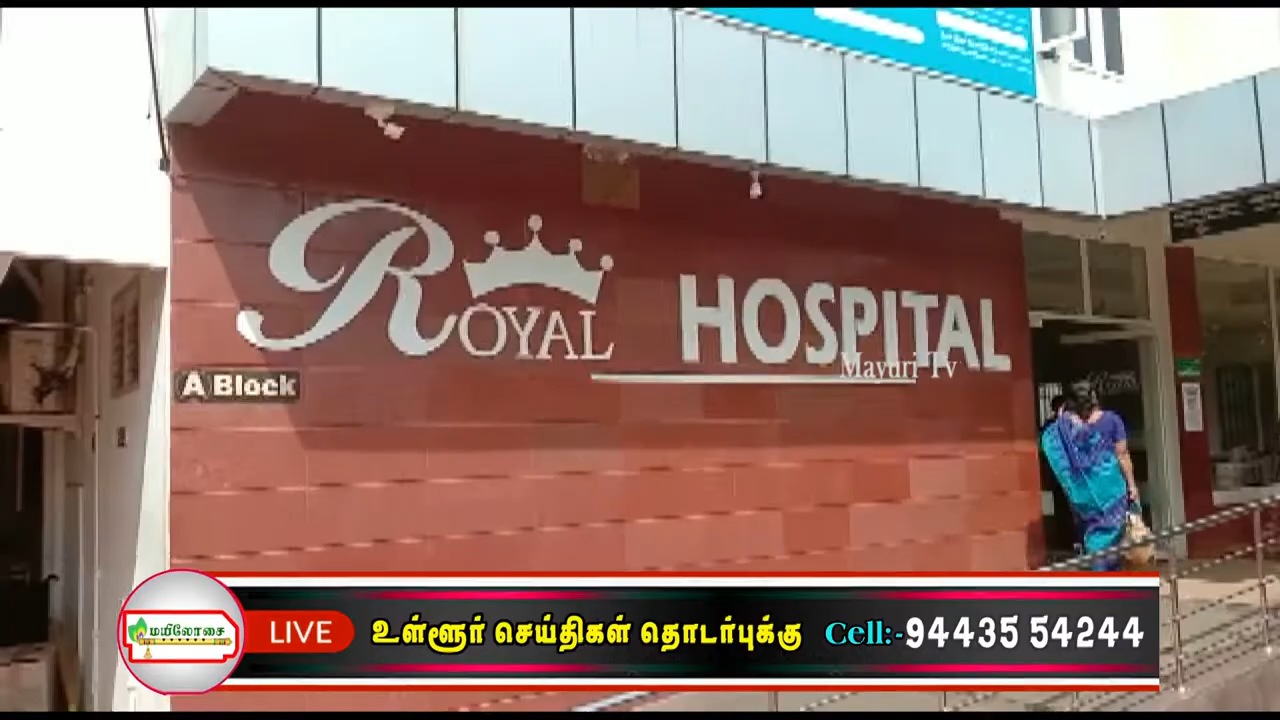 ROYAL HOSPITAL
Mayuri Tv
A Block
மயிலோசை
LIVE
உள்ளூர் செய்திகள் தொடர்புக்கு Cell:-94435 54244